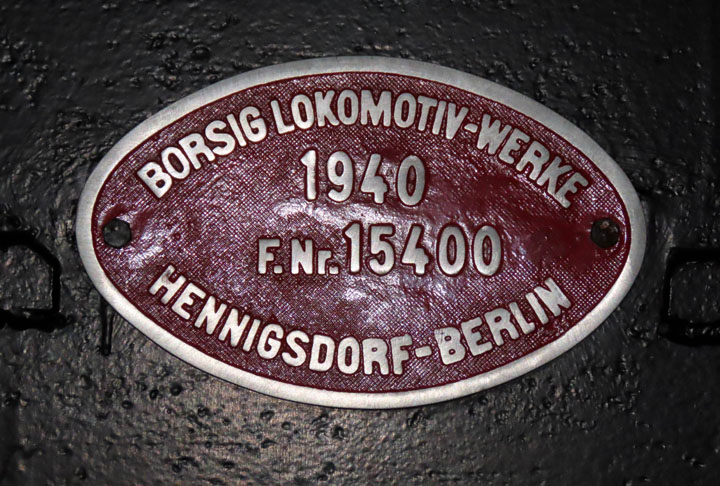 BORSIG LOKOMOTIV-WERKE
1940
F.Nr.15400
HENNIGSDORF-BERLIN